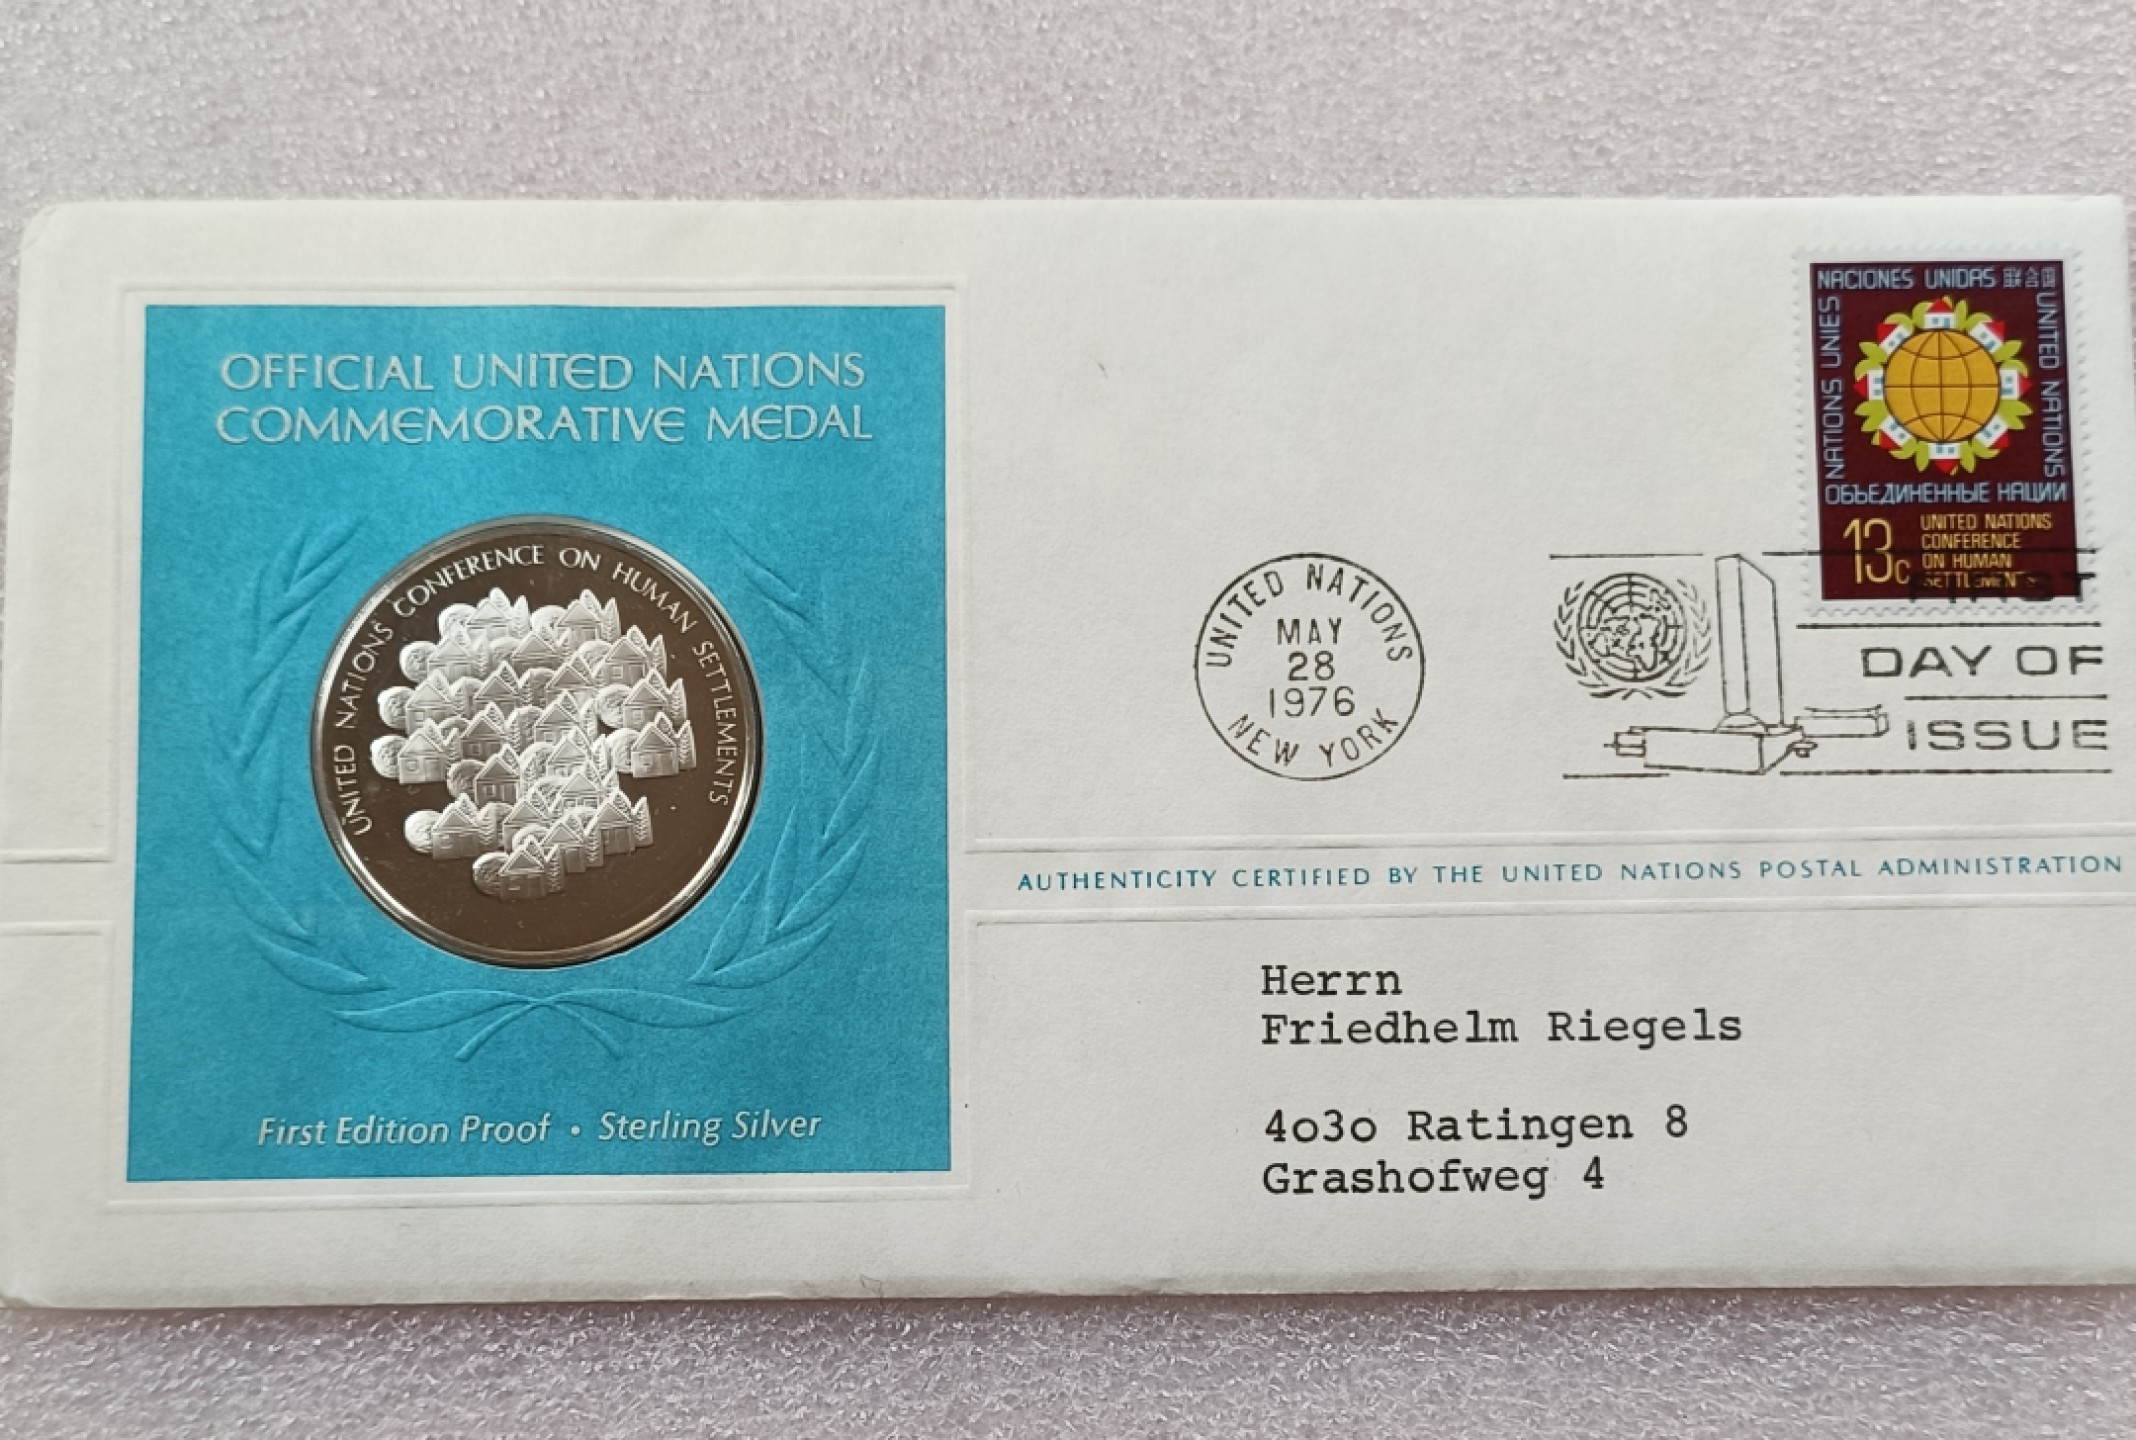 OFFICIAL UNITED NATIONS
COMMEMORATIVE MEDAL
UNITED NATIONS CONFERENCE ON HUMAN SETTLEMENTS
First Edition Proof • Sterling Silver
NACIONES UNIDAS
NATIONS UNIES
UNITED NATIONS
ОБЪЕДИНЕННЫЕ НАЦИИ
13c
UNITED NATIONS
CONFERENCE
ON HUMAN
SETTLEMENTS
UNITED NATIONS
MAY
28
1976
NEW YORK
FIRST
DAY OF
ISSUE
AUTHENTICITY CERTIFIED BY THE UNITED NATIONS POSTAL ADMINISTRATION
Herrn
Friedhelm Riegels
4o3o Ratingen 8
Grashofweg 4